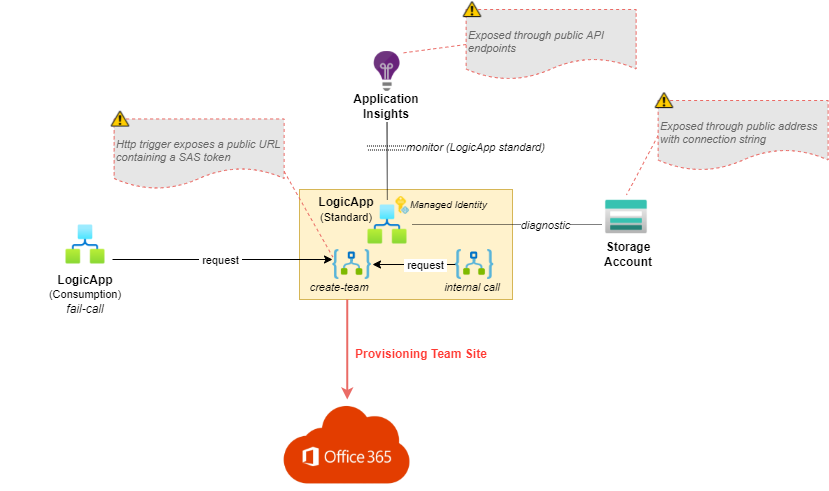 Exposed through public API
endpoints
Application
Insights
Exposed through public address
with connection string
Http trigger exposes a public URL
containing a SAS token
monitor (LogicApp standard)
LogicApp
(Standard)
Managed Identity
diagnostic
Storage
Account
request
request
LogicApp
(Consumption)
fail-call
create-team
internal call
Provisioning Team Site
Office 365